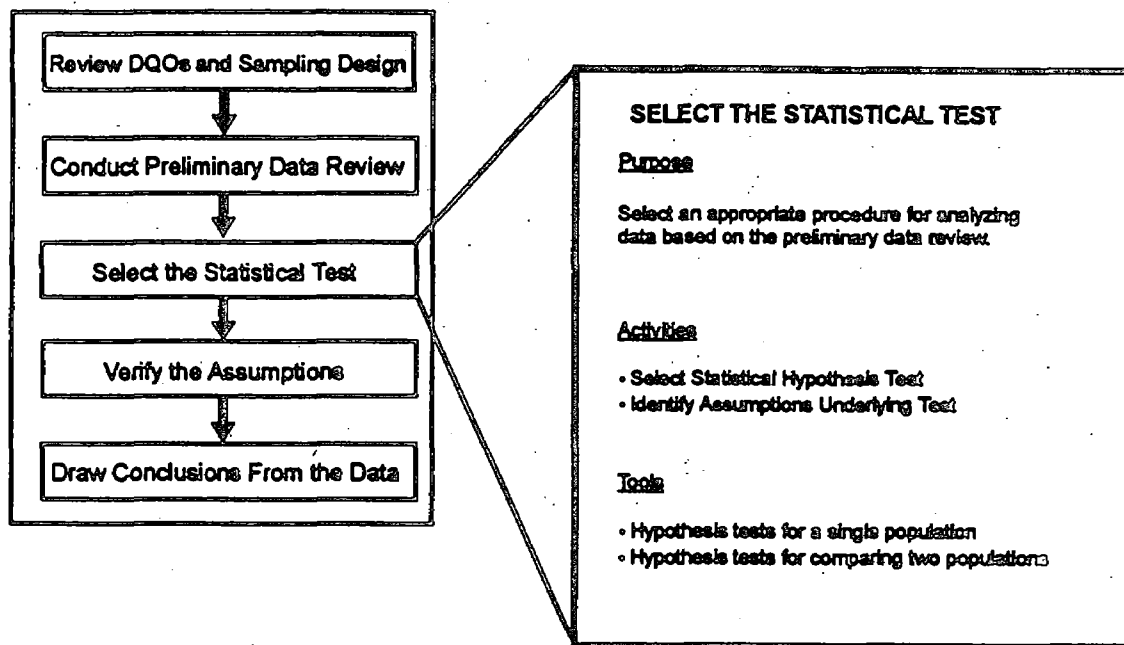 Review DQOs and Sampling Design
Conduct Preliminary Data Review
Select the Statistical Test
Verify the Assumptions
Draw Conclusions From the Data
SELECT THE STATISTICAL TEST
Purpose
Select an appropriate procedure for analyzing
data based on the preliminary data review.
Activities
• Select Statistical Hypothesis Test
• Identify Assumptions Underlying Test
Tools
• Hypothesis tests for a single population
• Hypothesis tests for comparing two populations